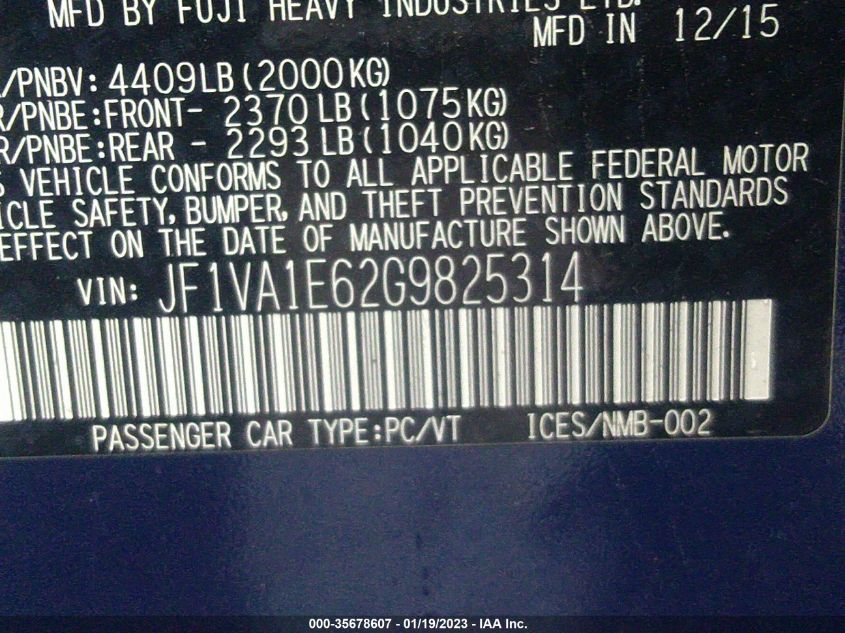 MFD BY FUJI HEAVY INDUSTRIES LTD.
MFD IN 12/15
/PNBV: 4409LB (2000KG)
R/PNBE:FRONT- 2370 LB (1075KG)
R/PNBE:REAR - 2293 LB (1040KG)
S VEHICLE CONFORMS TO ALL APPLICABLE FEDERAL MOTOR
ICLE SAFETY, BUMPER, AND THEFT PREVENTION STANDARDS
EFFECT ON THE DATE OF MANUFACTURE SHOWN ABOVE.
VIN: JF1VA1E62G9825314
PASSENGER CAR TYPE:PC/VT ICES/NMB-002
000-35678607 - 01/19/2023 - IAA Inc.